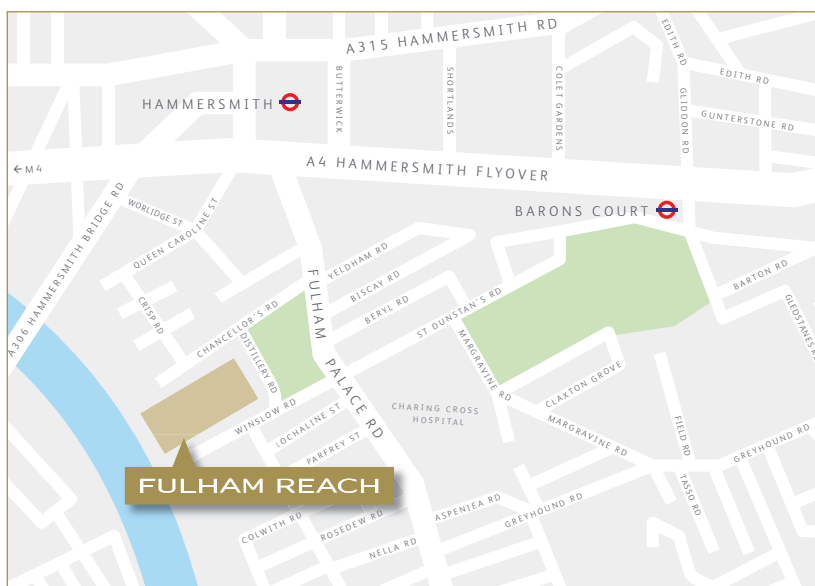 A315 HAMMERSMITH RD
EDITH RD
EDITH RD
BUTTERWICK
SHORTLANDS
COLET GARDENS
GLIDDON RD
HAMMERSMITH
GUNTERSTONE RD
←M4
A4 HAMMERSMITH FLYOVER
WORLIDGE ST
QUEEN CAROLINE ST
BARONS COURT
A306 HAMMERSMITH BRIDGE RD
YELDHAM RD
BISCAY RD
BERYL RD
BARTON RD
CRISP RD
CHANCELLOR'S RD
FULHAM
ST DUNSTAN'S RD
GLEDSTANES R
DISTILLERY RD
MARGRAVINE RD
PALACE RD
CLAXTON GROVE
WINSLOW RD
CHARING CROSS
HOSPITAL
LOCHALINE ST
MARGRAVINE RD
FIELD RD
GREYHOUND RD
PARFREY ST
FULHAM REACH
TASSO RD
ASPENIEA RD
GREYHOUND RD
COLWITH RD
ROSEDEW RD
NELLA RD